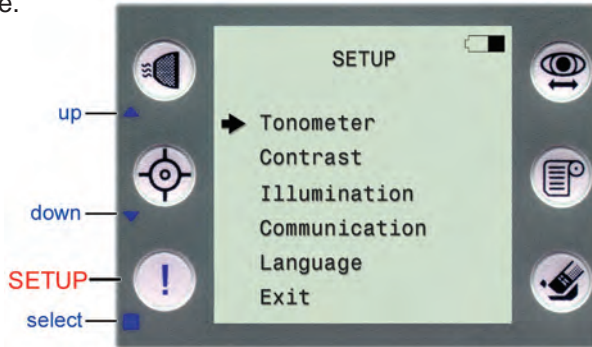 e.
SETUP
up
Tonometer
Contrast
Illumination
down
Communication
SETUP
Language
!
Exit
select